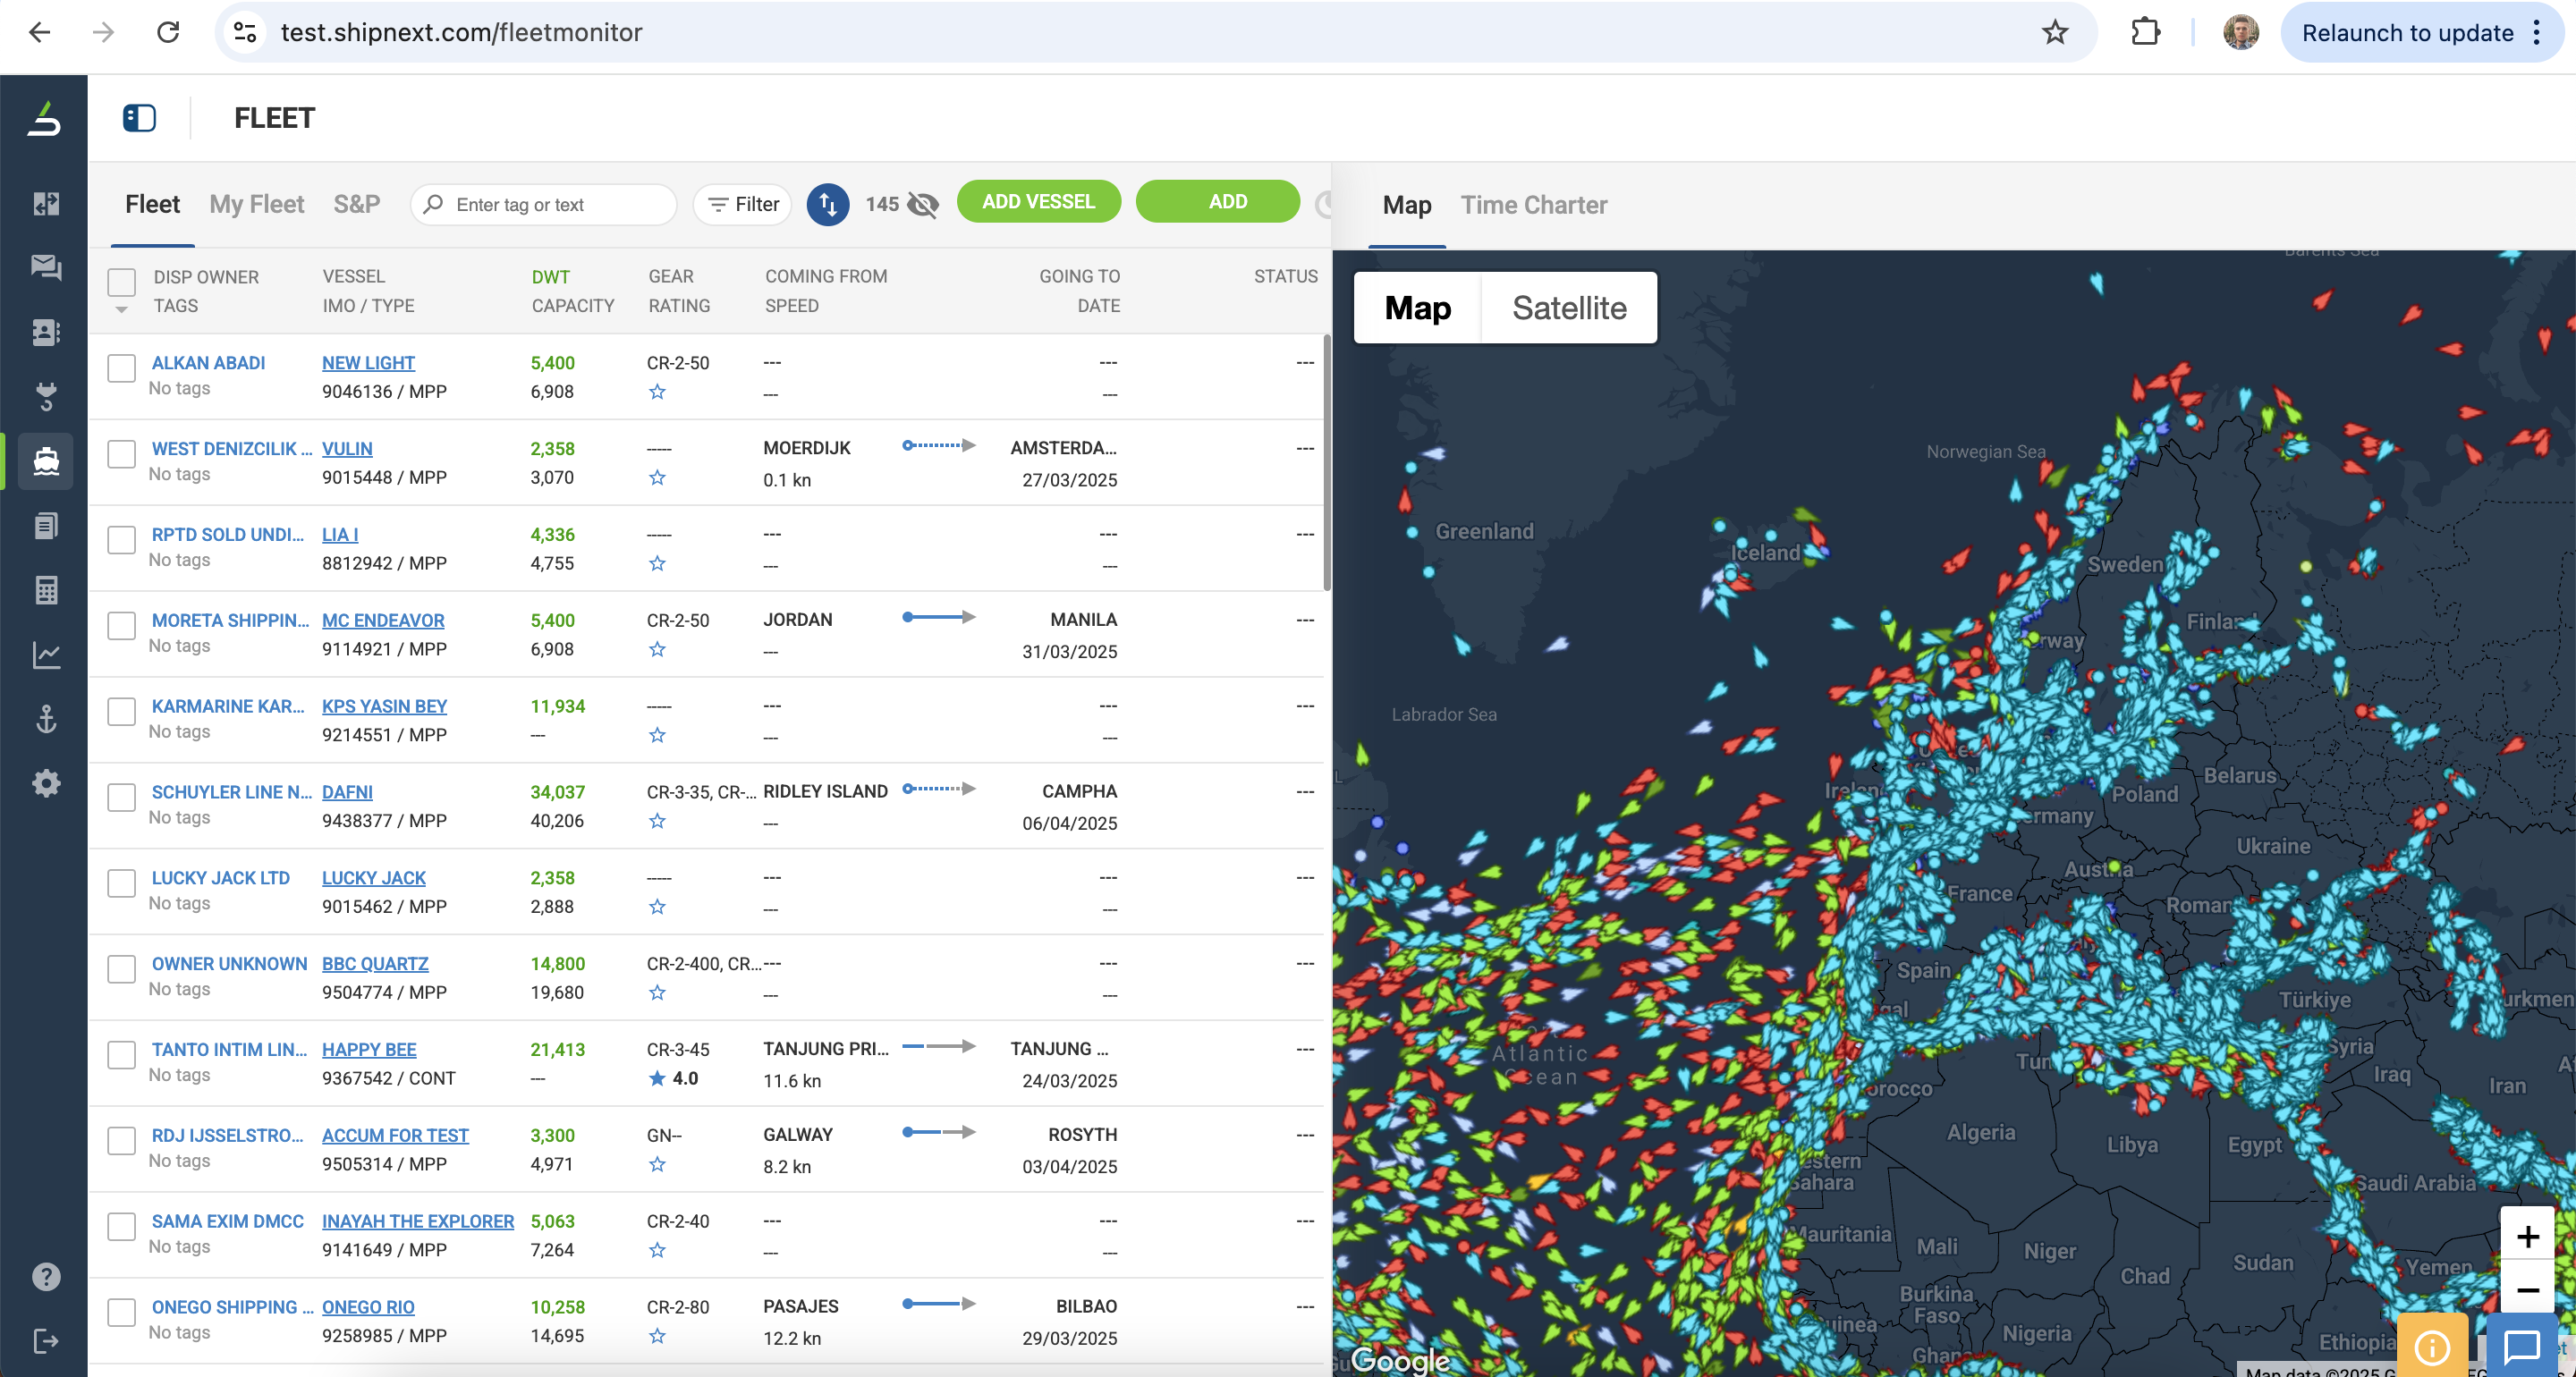 test.shipnext.com/fleetmonitor
Relaunch to update
FLEET
Fleet
My Fleet
S&P
Enter tag or text
Filter
145
ADD VESSEL
ADD
DISP OWNER
TAGS
VESSEL
IMO / TYPE
DWT
CAPACITY
GEAR
RATING
COMING FROM
SPEED
GOING TO
DATE
STATUS
ALKAN ABADI NEW LIGHT 5,400 CR-2-50 --- --- ---
No tags 9046136 / MPP 6,908 --- ---
WEST DENIZCILIK ... VULIN 2,358 ----- MOERDIJK AMSTERDA... ---
No tags 9015448 / MPP 3,070 0.1 kn 27/03/2025
RPTD SOLD UNDI... LIA I 4,336 ----- --- --- ---
No tags 8812942 / MPP 4,755 --- ---
MORETA SHIPPIN... MC ENDEAVOR 5,400 CR-2-50 JORDAN MANILA ---
No tags 9114921 / MPP 6,908 --- 31/03/2025
KARMARINE KAR... KPS YASIN BEY 11,934 ----- --- --- ---
No tags 9214551 / MPP --- --- ---
SCHUYLER LINE N... DAFNI 34,037 CR-3-35, CR-... RIDLEY ISLAND CAMPHA ---
No tags 9438377 / MPP 40,206 --- 06/04/2025
LUCKY JACK LTD LUCKY JACK 2,358 ----- --- --- ---
No tags 9015462 / MPP 2,888 --- ---
OWNER UNKNOWN BBC QUARTZ 14,800 CR-2-400, CR... --- --- ---
No tags 9504774 / MPP 19,680 --- ---
TANTO INTIM LIN... HAPPY BEE 21,413 CR-3-45 TANJUNG PRI... TANJUNG ... ---
No tags 9367542 / CONT --- 4.0 11.6 kn 24/03/2025
RDJ IJSSELSTRO... ACCUM FOR TEST 3,300 GN-- GALWAY ROSYTH ---
No tags 9505314 / MPP 4,971 8.2 kn 03/04/2025
SAMA EXIM DMCC INAYAH THE EXPLORER 5,063 CR-2-40 --- --- ---
No tags 9141649 / MPP 7,264 --- ---
ONEGO SHIPPING ... ONEGO RIO 10,258 CR-2-80 PASAJES BILBAO ---
No tags 9258985 / MPP 14,695 12.2 kn 29/03/2025
Map
Time Charter
Map
Satellite
Barents Sea
Norwegian Sea
Greenland
Iceland
Sweden
Labrador Sea
Belarus
Poland
Ukraine
Austria
France
Spain
Türkiye
Atlantic
Ocean
Syria
Iraq
Iran
Algeria
Libya
Egypt
Saudi Arabia
Mali
Niger
Chad
Sudan
Yemen
Burkina
Faso
Nigeria
Ethiopia
Google
Map data ©2025